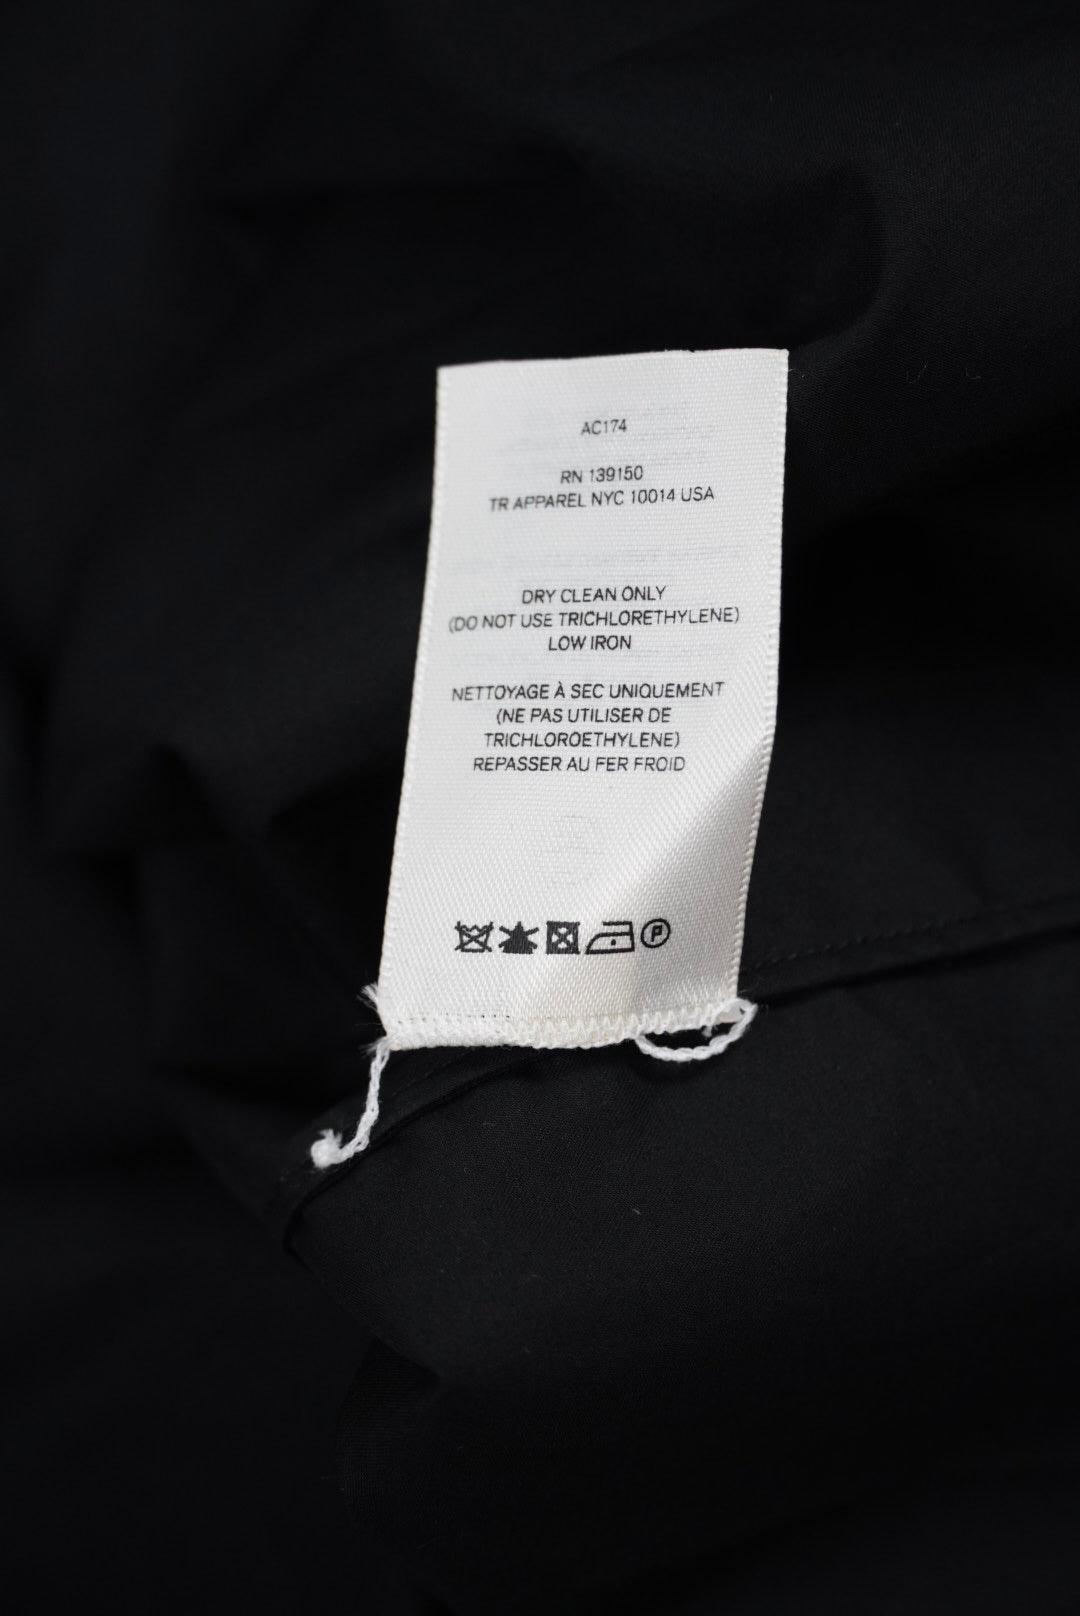 AC174
RN 139150
TR APPAREL NYC 10014 USA
DRY CLEAN ONLY
(DO NOT USE TRICHLORETHYLENE)
LOW IRON
NETTOYAGE À SEC UNIQUEMENT
(NE PAS UTILISER DE
TRICHLOROETHYLENE)
REPASSER AU FER FROID
P